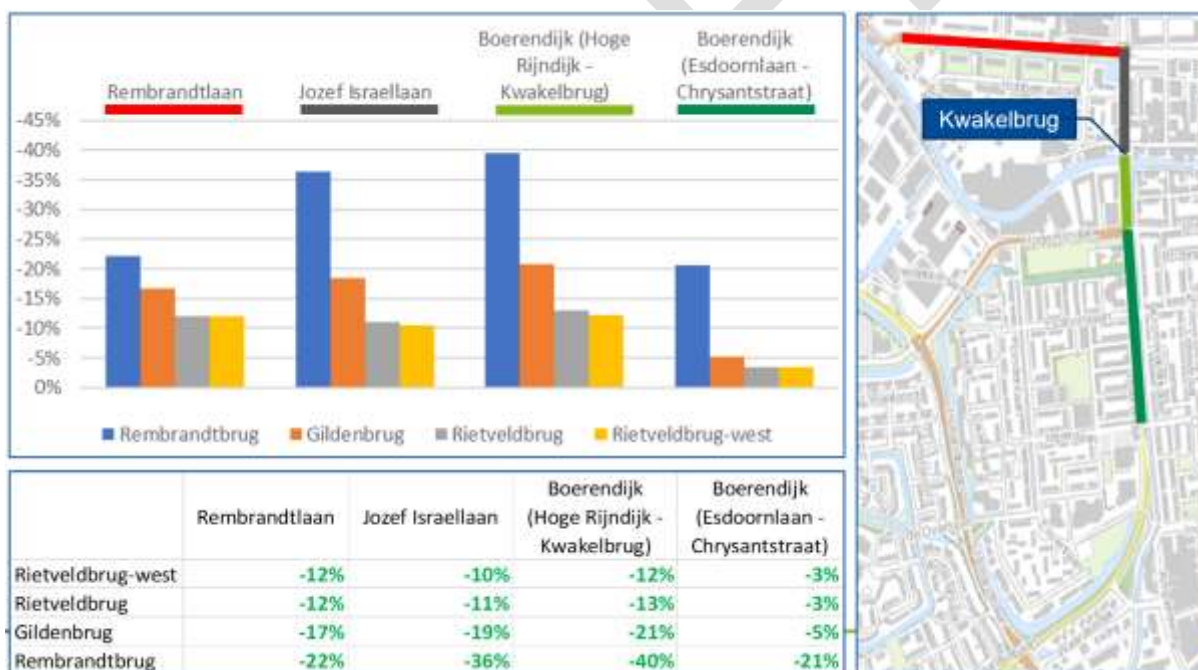 Rembrandtlaan
Jozef Israellaan
Boerendijk (Hoge
Rijndijk -
Kwakelbrug)
Boerendijk
(Esdoornlaan -
Chrysantstraat)
-45%
-40%
-35%
-30%
-25%
-20%
-15%
-10%
-5%
0%
Rembrandtbrug Gildenbrug Rietveldbrug Rietveldbrug-west
Kwakelbrug
Rembrandtlaan Jozef Israellaan Boerendijk (Hoge Rijndijk - Kwakelbrug) Boerendijk (Esdoornlaan - Chrysantstraat)
Rietveldbrug-west -12% -10% -12% -3%
Rietveldbrug -12% -11% -13% -3%
Gildenbrug -17% -19% -21% -5%
Rembrandtbrug -22% -36% -40% -21%